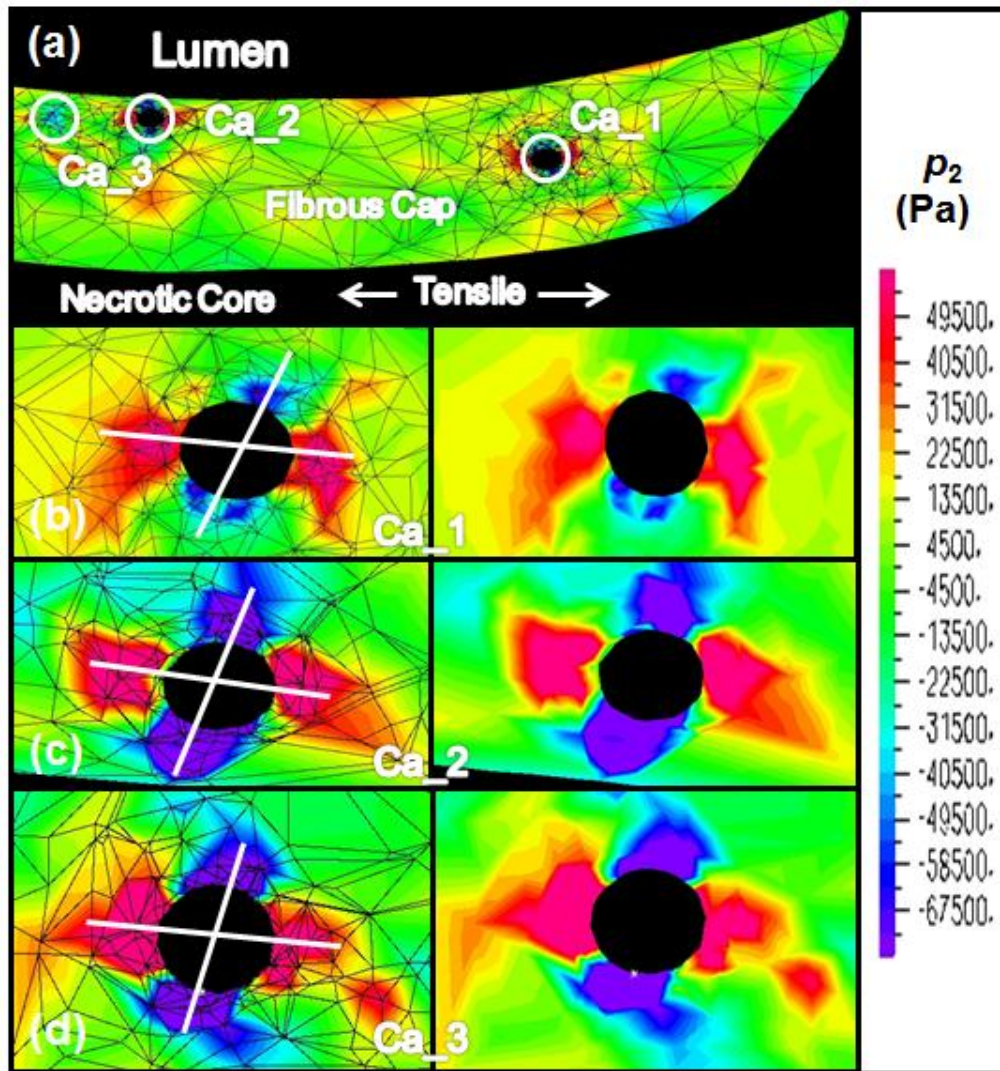 (a)
Lumen
Ca_2
Ca_1
Ca_3
Fibrous Cap
Necrotic Core
← Tensile →
(b)
Ca_1
(c)
Ca_2
(d)
Ca_3
p2
(Pa)
49500.
40500.
31500.
22500.
13500.
4500.
-4500.
-13500.
-22500.
-31500.
-40500.
-49500.
-58500.
-67500.